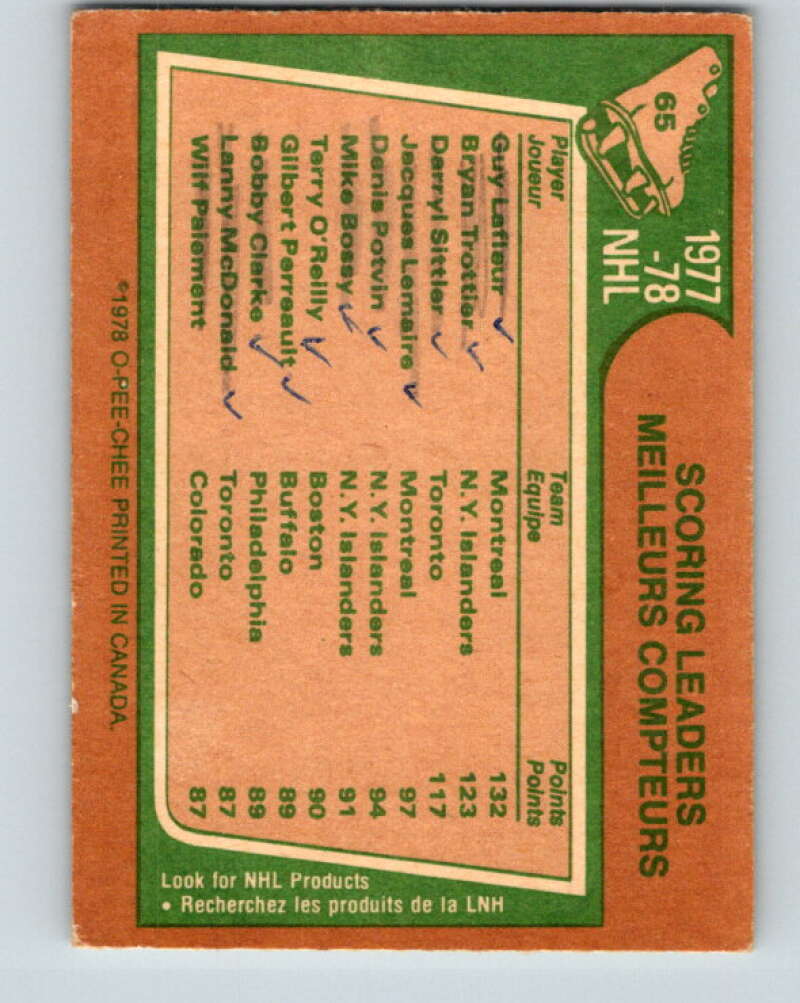 65
1977
-78
NHL
SCORING LEADERS
MEILLEURS COMPTEURS
Player Team Points
Joueur Equipe Points
Guy Lafleur Montreal 132
Bryan Trottier N.Y. Islanders 123
Darryl Sittler Toronto 117
Jacques Lemaire Montreal 97
Denis Potvin N.Y. Islanders 94
Mike Bossy N.Y. Islanders 91
Terry O'Reilly Boston 90
Gilbert Perreault Buffalo 89
Bobby Clarke Philadelphia 89
Lanny McDonald Toronto 87
Wilf Paiement Colorado 87
Look for NHL Products
• Recherchez les produits de la LNH
©1978 O-PEE-CHEE PRINTED IN CANADA.